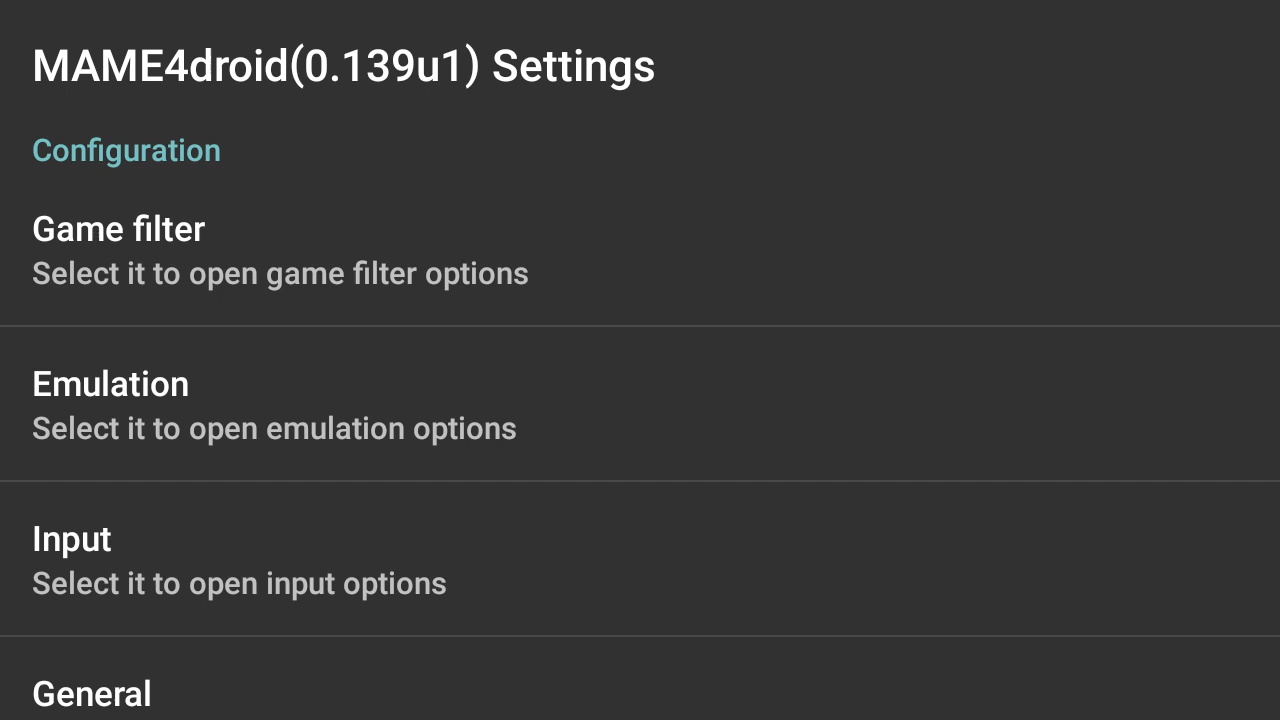 MAME4droid(0.139u1) Settings
Configuration
Game filter
Select it to open game filter options
Emulation
Select it to open emulation options
Input
Select it to open input options
General